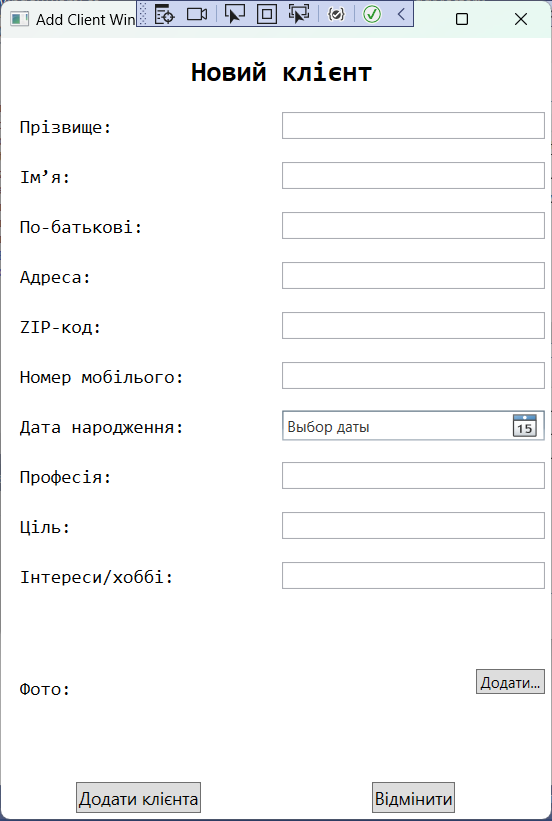 Add Client Win
Новий клієнт
Прізвище:
Ім’я:
По-батькові:
Адреса:
ZIP-код:
Номер мобілього:
Дата народження:
Выбор даты
15
Професія:
Ціль:
Інтереси/хоббі:
Фото:
Додати...
Додати клієнта
Відмінити